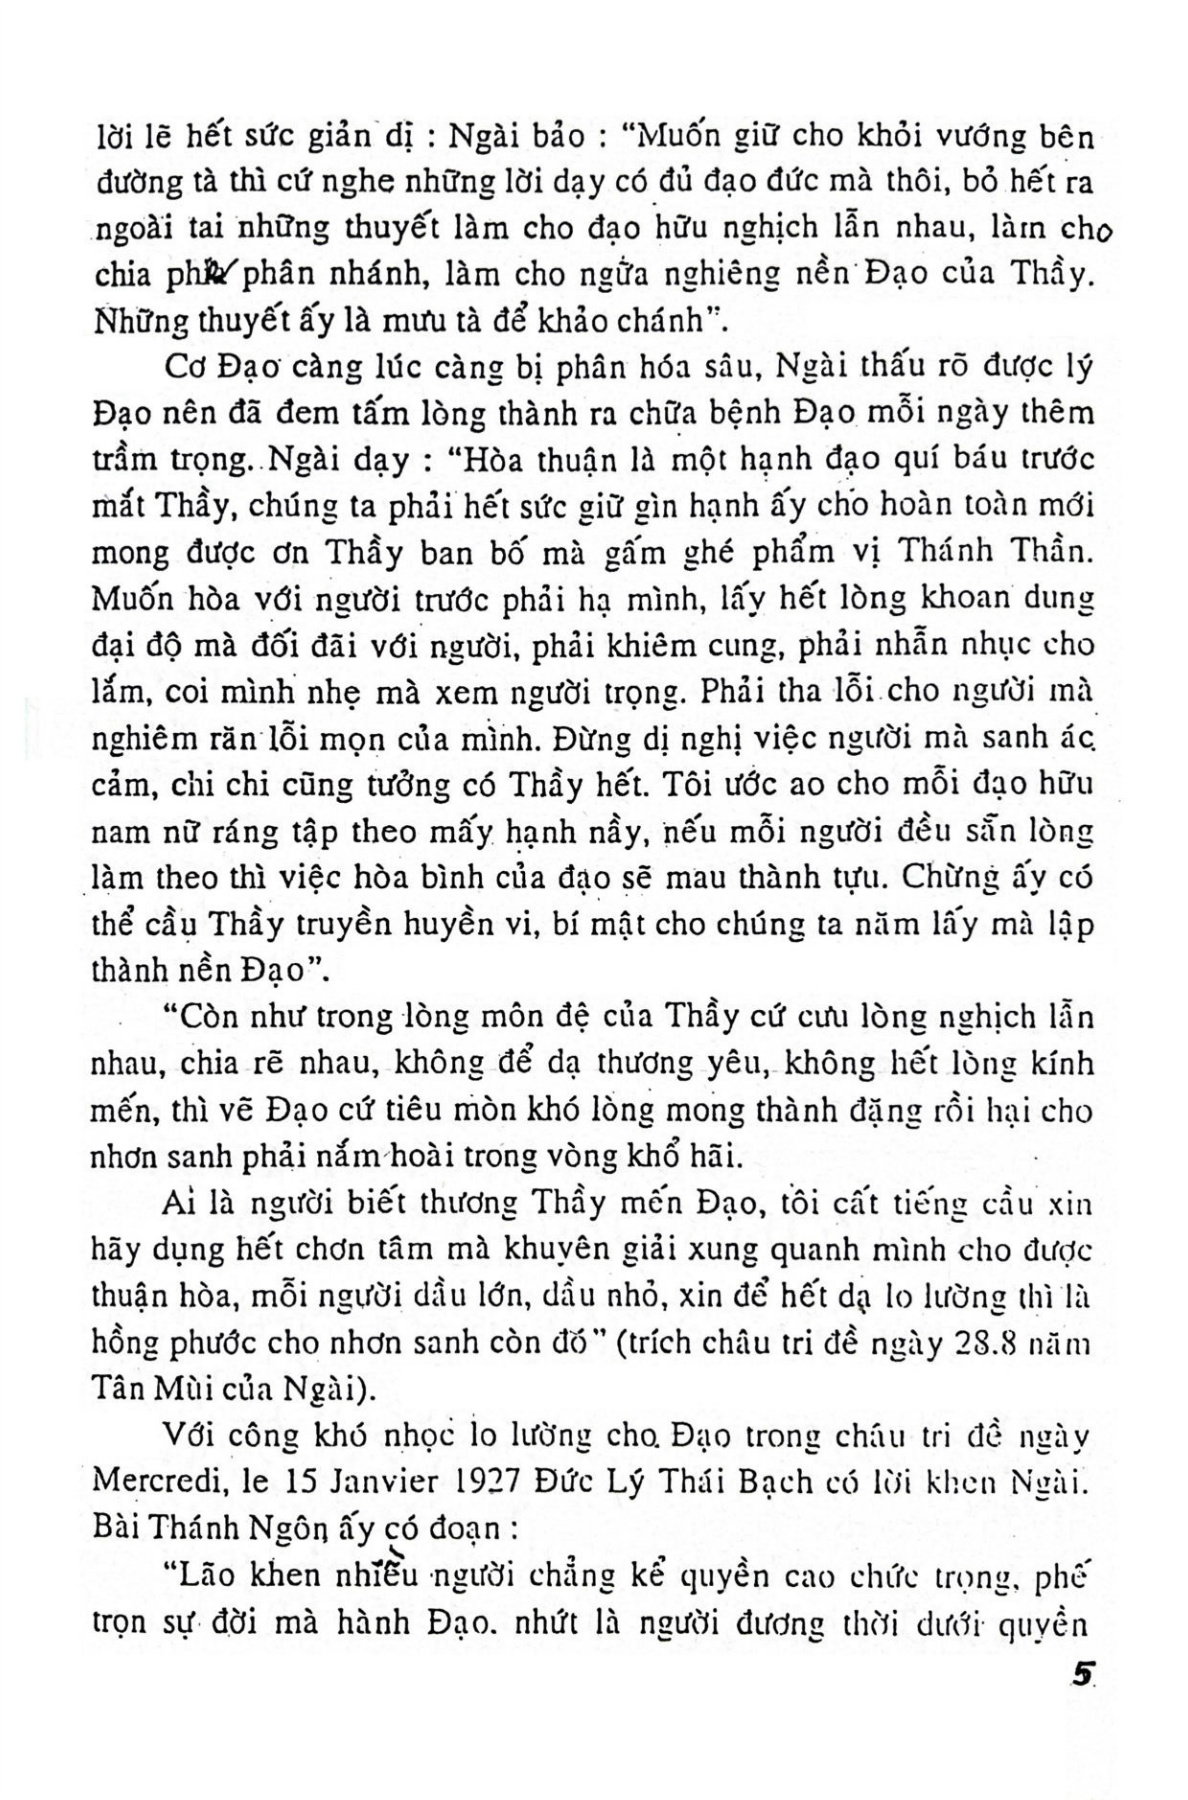 lời lẽ hết sức giản dị : Ngài bảo : “Muốn giữ cho khỏi vướng bên
đường tà thì cứ nghe những lời dạy có đủ đạo đức mà thôi, bỏ hết ra
ngoài tai những thuyết làm cho đạo hữu nghịch lẫn nhau, làm cho
chia phân nhánh, làm cho ngữa nghiêng nền Đạo của Thầy.
Những thuyết ấy là mưu tà để khảo chánh”.
Cơ Đạo càng lúc càng bị phân hóa sâu, Ngài thấu rõ được lý
Đạo nên đã đem tấm lòng thành ra chữa bệnh Đạo mỗi ngày thêm
trầm trọng. Ngài dạy : “Hòa thuận là một hạnh đạo quí báu trước
mắt Thầy, chúng ta phải hết sức giữ gìn hạnh ấy cho hoàn toàn mới
mong được ơn Thầy ban bố mà gấm ghé phẩm vị Thánh Thần.
Muốn hòa với người trước phải hạ mình, lấy hết lòng khoan dung
đại độ mà đối đãi với người, phải khiêm cung, phải nhẫn nhục cho
lắm, coi mình nhẹ mà xem người trọng. Phải tha lỗi cho người mà
nghiêm răn lỗi mọn của mình. Đừng dị nghị việc người mà sanh ác
cảm, chi chi cũng tưởng có Thầy hết. Tôi ước ao cho mỗi đạo hữu
nam nữ ráng tập theo mấy hạnh nầy, nếu mỗi người đều sẵn lòng
làm theo thì việc hòa bình của đạo sẽ mau thành tựu. Chừng ấy có
thể cầu Thầy truyền huyền vi, bí mật cho chúng ta năm lấy mà lập
thành nền Đạo”.
“Còn như trong lòng môn đệ của Thầy cứ cưu lòng nghịch lẫn
nhau, chia rẽ nhau, không để dạ thương yêu, không hết lòng kính
mến, thì vẽ Đạo cứ tiêu mòn khó lòng mong thành đặng rồi hại cho
nhơn sanh phải nắm hoài trong vòng khổ hãi.
Ai là người biết thương Thầy mến Đạo, tôi cất tiếng cầu xin
hãy dụng hết chơn tâm mà khuyên giải xung quanh mình cho được
thuận hòa, mỗi người dầu lớn, dầu nhỏ, xin để hết dạ lo lường thì là
hồng phước cho nhơn sanh còn đó” (trích châu tri đề ngày 28.8 năm
Tân Mùi của Ngài).
Với công khó nhọc lo lường cho Đạo trong cháu tri đề ngày
Mercredi, le 15 Janvier 1927 Đức Lý Thái Bạch có lời khen Ngài.
Bài Thánh Ngôn ấy có đoạn :
“Lão khen nhiều người chẳng kể quyền cao chức trọng, phế
trọn sự đời mà hành Đạo. nhứt là người đương thời dưới quyền
5